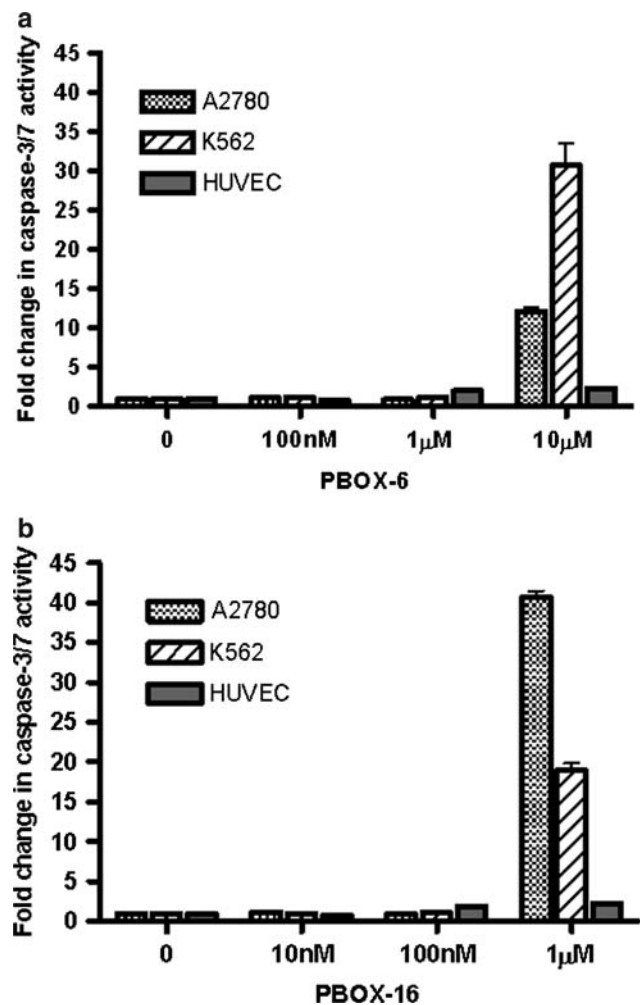 a
Fold change in caspase-3/7 activity
45
40
35
30
25
20
15
10
5
0
A2780
K562
HUVEC
0 100nM 1μM 10μM
PBOX-6
b
Fold change in caspase-3/7 activity
45
40
35
30
25
20
15
10
5
0
A2780
K562
HUVEC
0 10nM 100nM 1μM
PBOX-16